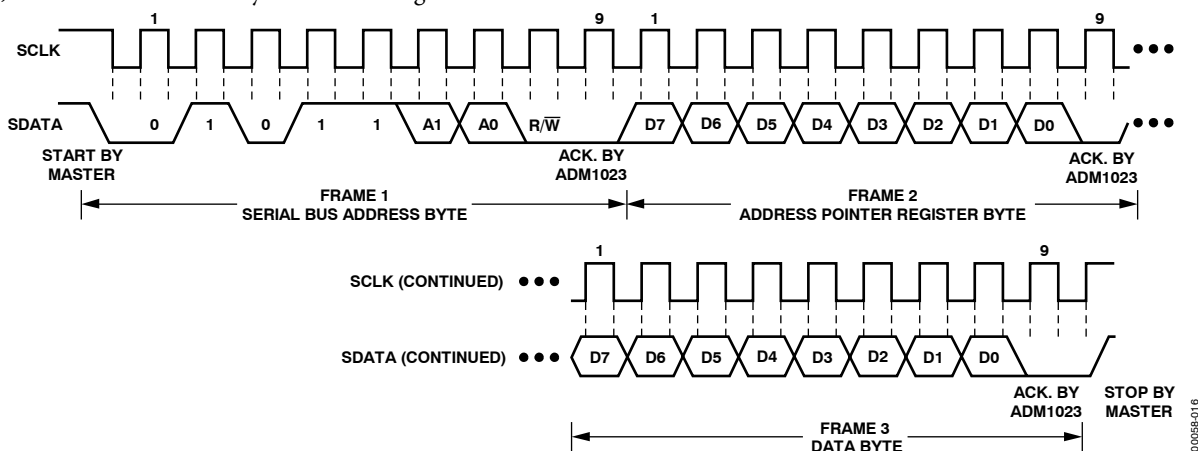 1 9 1 9
SCLK
SDATA 0 1 0 1 1 A1 A0 R/W̅ D7 D6 D5 D4 D3 D2 D1 D0
START BY
MASTER
ACK. BY
ADM1023
ACK. BY
ADM1023
FRAME 1
SERIAL BUS ADDRESS BYTE
FRAME 2
ADDRESS POINTER REGISTER BYTE
1 9
SCLK (CONTINUED)
SDATA (CONTINUED) D7 D6 D5 D4 D3 D2 D1 D0
ACK. BY
ADM1023
STOP BY
MASTER
FRAME 3
DATA BYTE
00058-016